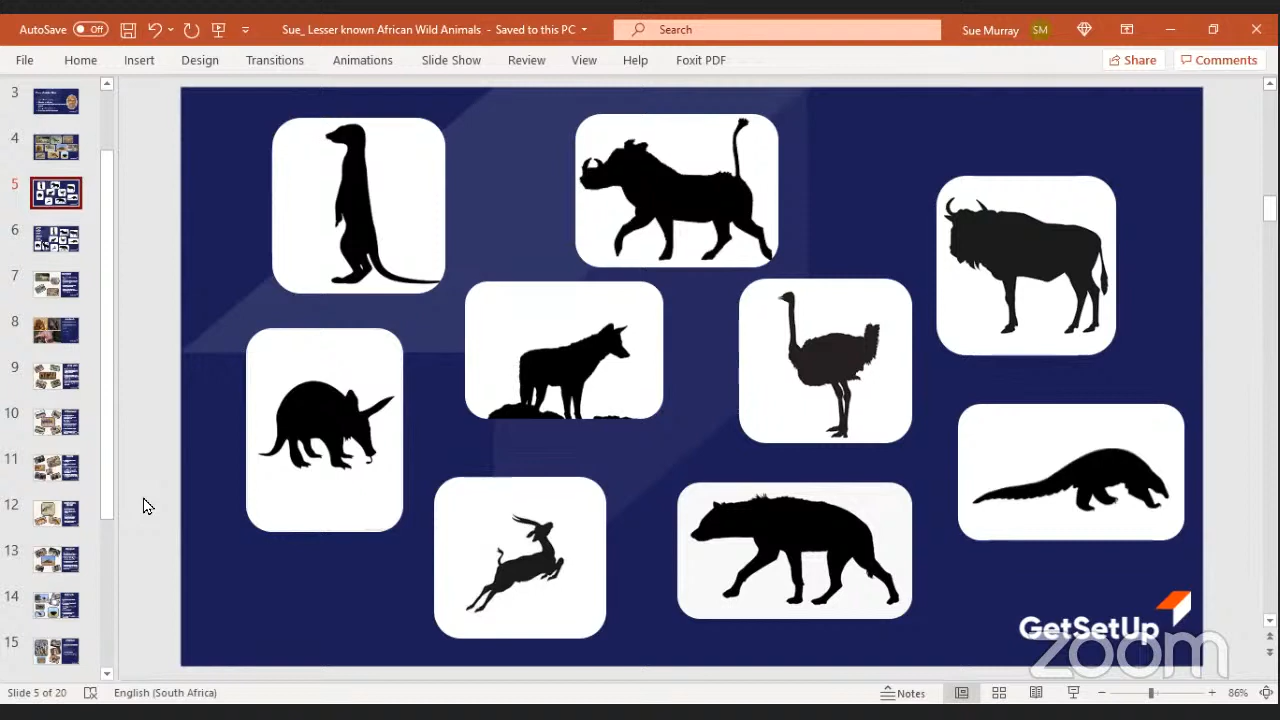 AutoSave Off Sue_ Lesser known African Wild Animals - Saved to this PC Search Sue Murray SM
File Home Insert Design Transitions Animations Slide Show Review View Help Foxit PDF Share Comments
3
4
5
6
7
8
9
10
11
12
13
14
15
GetSetUp
zoom
Slide 5 of 20 English (South Africa) Notes 86%